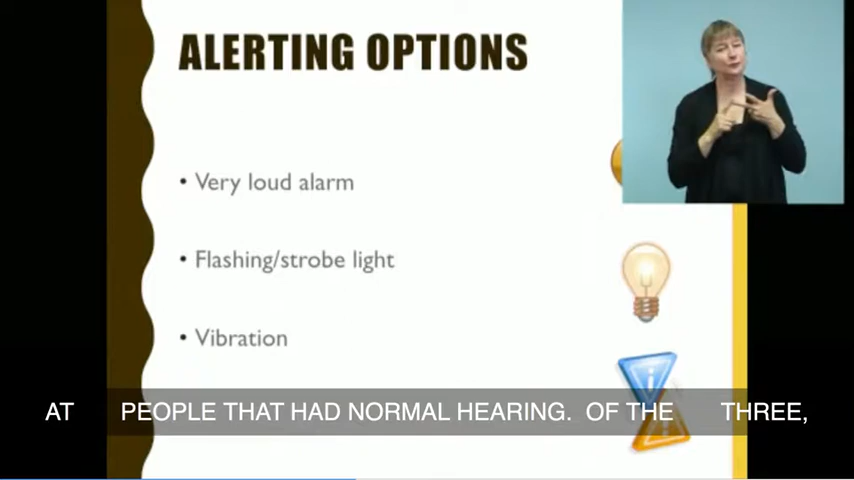 ALERTING OPTIONS
• Very loud alarm
• Flashing/strobe light
• Vibration
AT PEOPLE THAT HAD NORMAL HEARING. OF THE THREE,